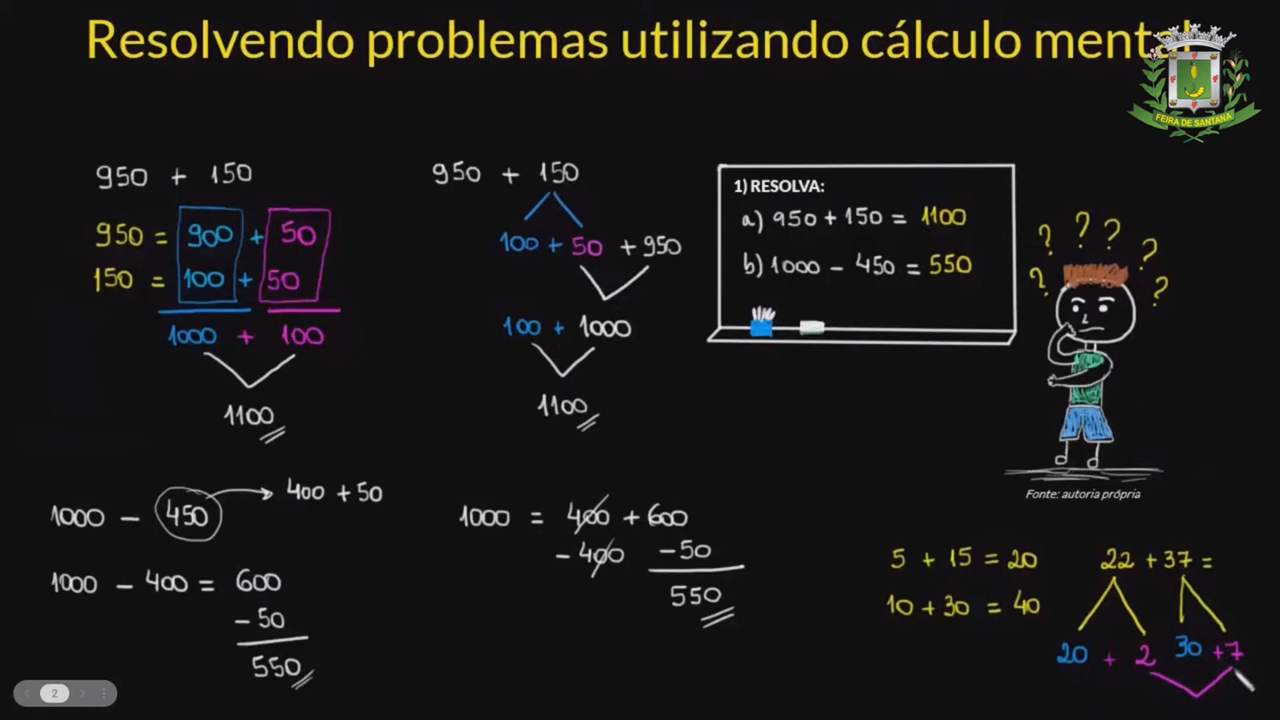 Resolvendo problemas utilizando cálculo mental
FEIRA DE SANTANA
950 + 150
950 = 900 + 50
150 = 100 + 50
1000 + 100
1100
950 + 150
100 + 50 + 950
100 + 1000
1100
1) RESOLVA:
a) 950 + 150 = 1100
b) 1000 - 450 = 550
? ? ? ? ? ?
Fonte: autoria própria
1000 - 450 → 400 + 50
1000 - 400 = 600
- 50
550
1000 = 400 + 600
- 400 - 50
550
5 + 15 = 20
10 + 30 = 40
22 + 37 =
20 + 2 30 + 7
2